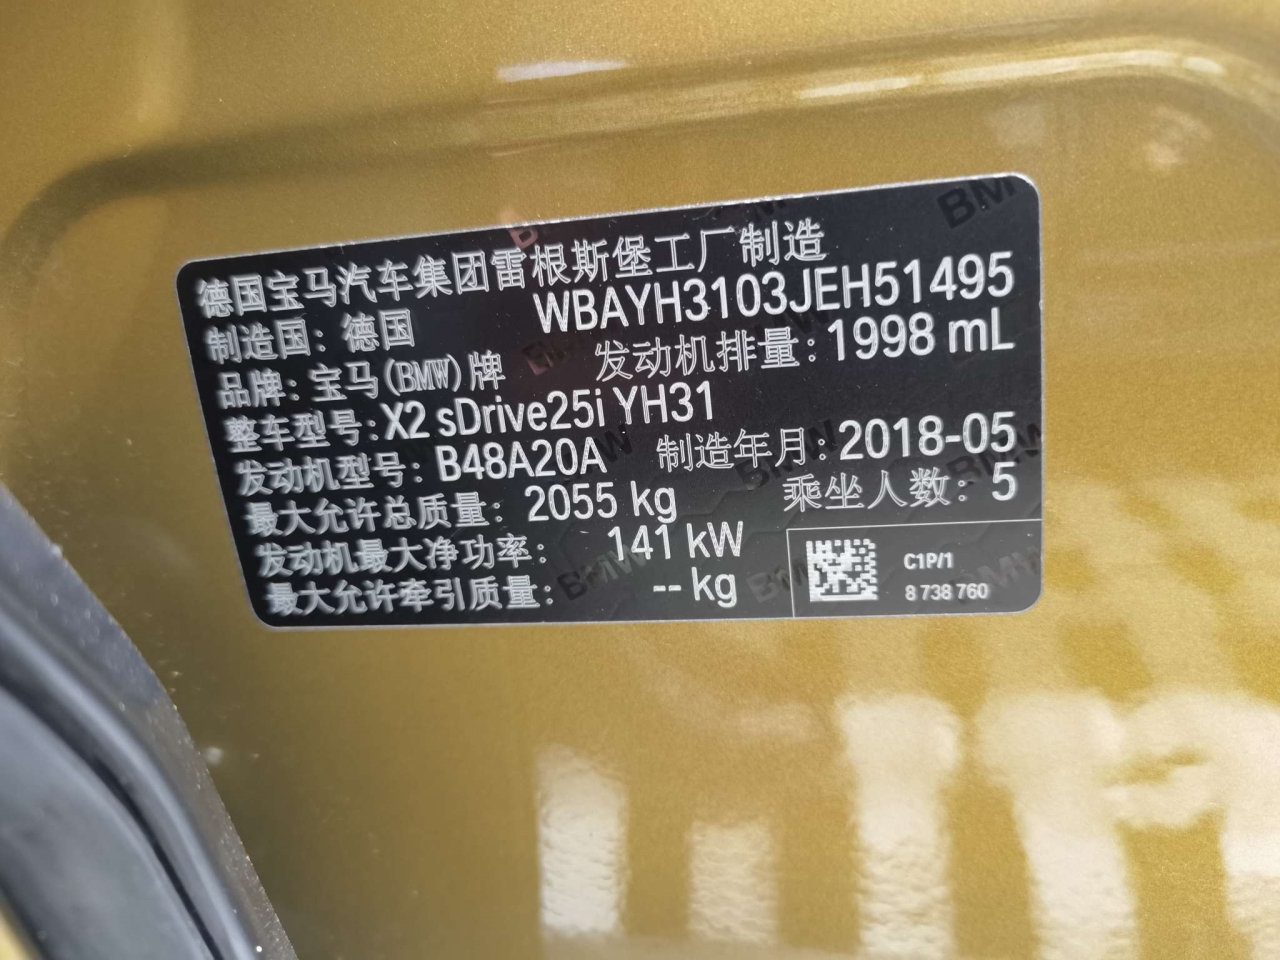 德国宝马汽车集团雷根斯堡工厂制造
制造国：德国 WBAYH3103JEH51495
品牌：宝马(BMW)牌 发动机排量：1998 mL
整车型号：X2 sDrive25i YH31
发动机型号：B48A20A 制造年月：2018-05
最大允许总质量：2055 kg 乘坐人数：5
发动机最大净功率：141 kW
最大允许牵引质量：-- kg
C1P/1
8 738 760